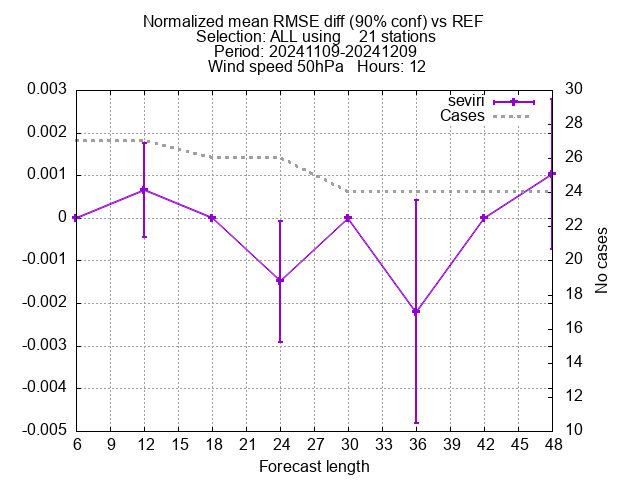 Normalized mean RMSE diff (90% conf) vs REF
Selection: ALL using    21 stations
Period: 20241109-20241209
Wind speed 50hPa   Hours: 12
seviri
Cases
0.003
0.002
0.001
0
-0.001
-0.002
-0.003
-0.004
-0.005
30
28
26
24
22
20
18
16
14
12
10
No cases
6 9 12 15 18 21 24 27 30 33 36 39 42 45 48
Forecast length